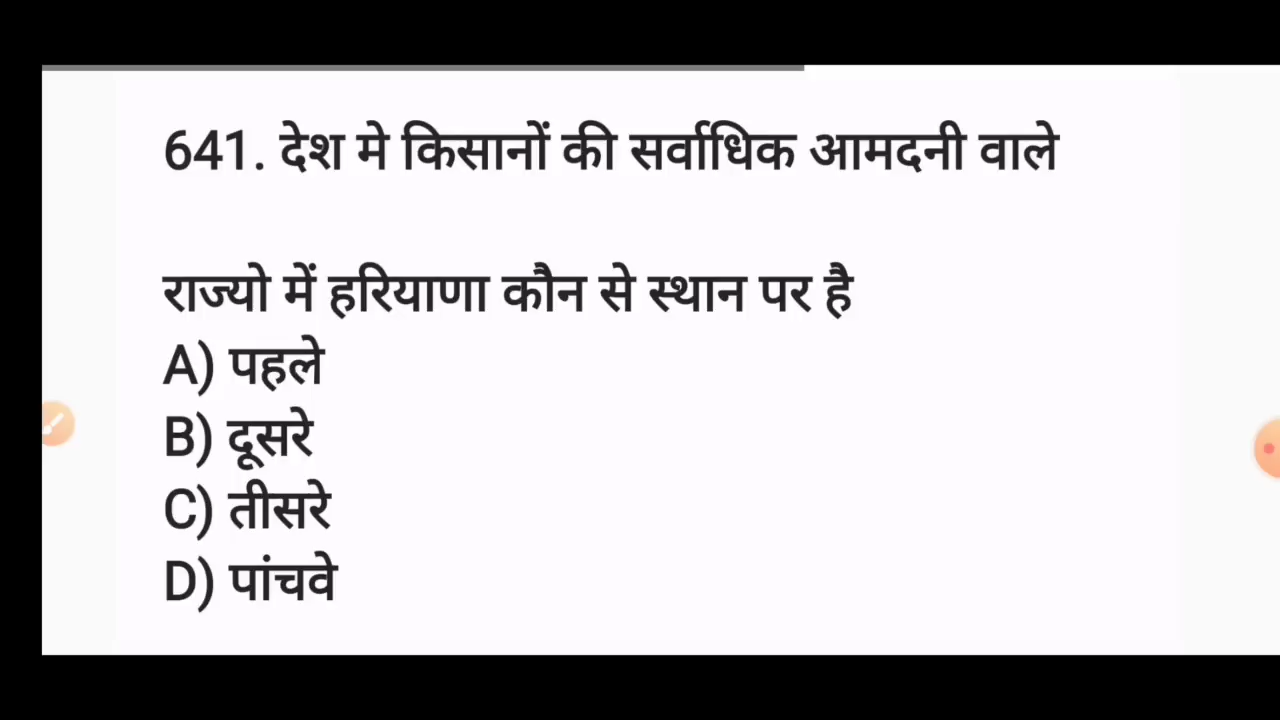 641. देश मे किसानों की सर्वाधिक आमदनी वाले
राज्यो में हरियाणा कौन से स्थान पर है
A) पहले
B) दूसरे
C) तीसरे
D) पांचवे